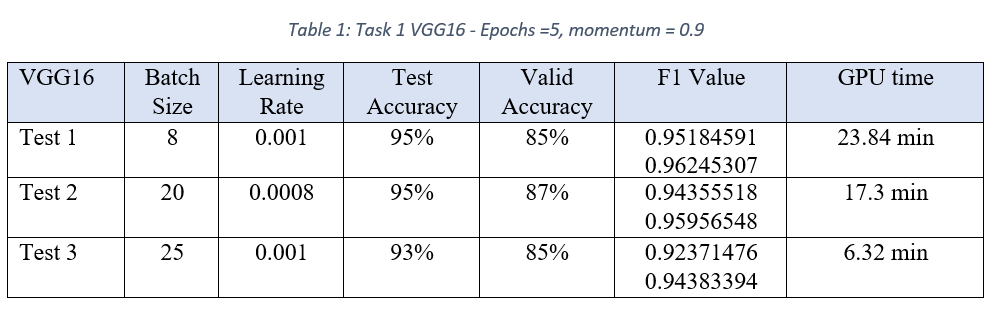 Table 1: Task 1 VGG16 - Epochs =5, momentum = 0.9
VGG16 Batch Size Learning Rate Test Accuracy Valid Accuracy F1 Value GPU time
Test 1 8 0.001 95% 85% 0.95184591 0.96245307 23.84 min
Test 2 20 0.0008 95% 87% 0.94355518 0.95956548 17.3 min
Test 3 25 0.001 93% 85% 0.92371476 0.94383394 6.32 min